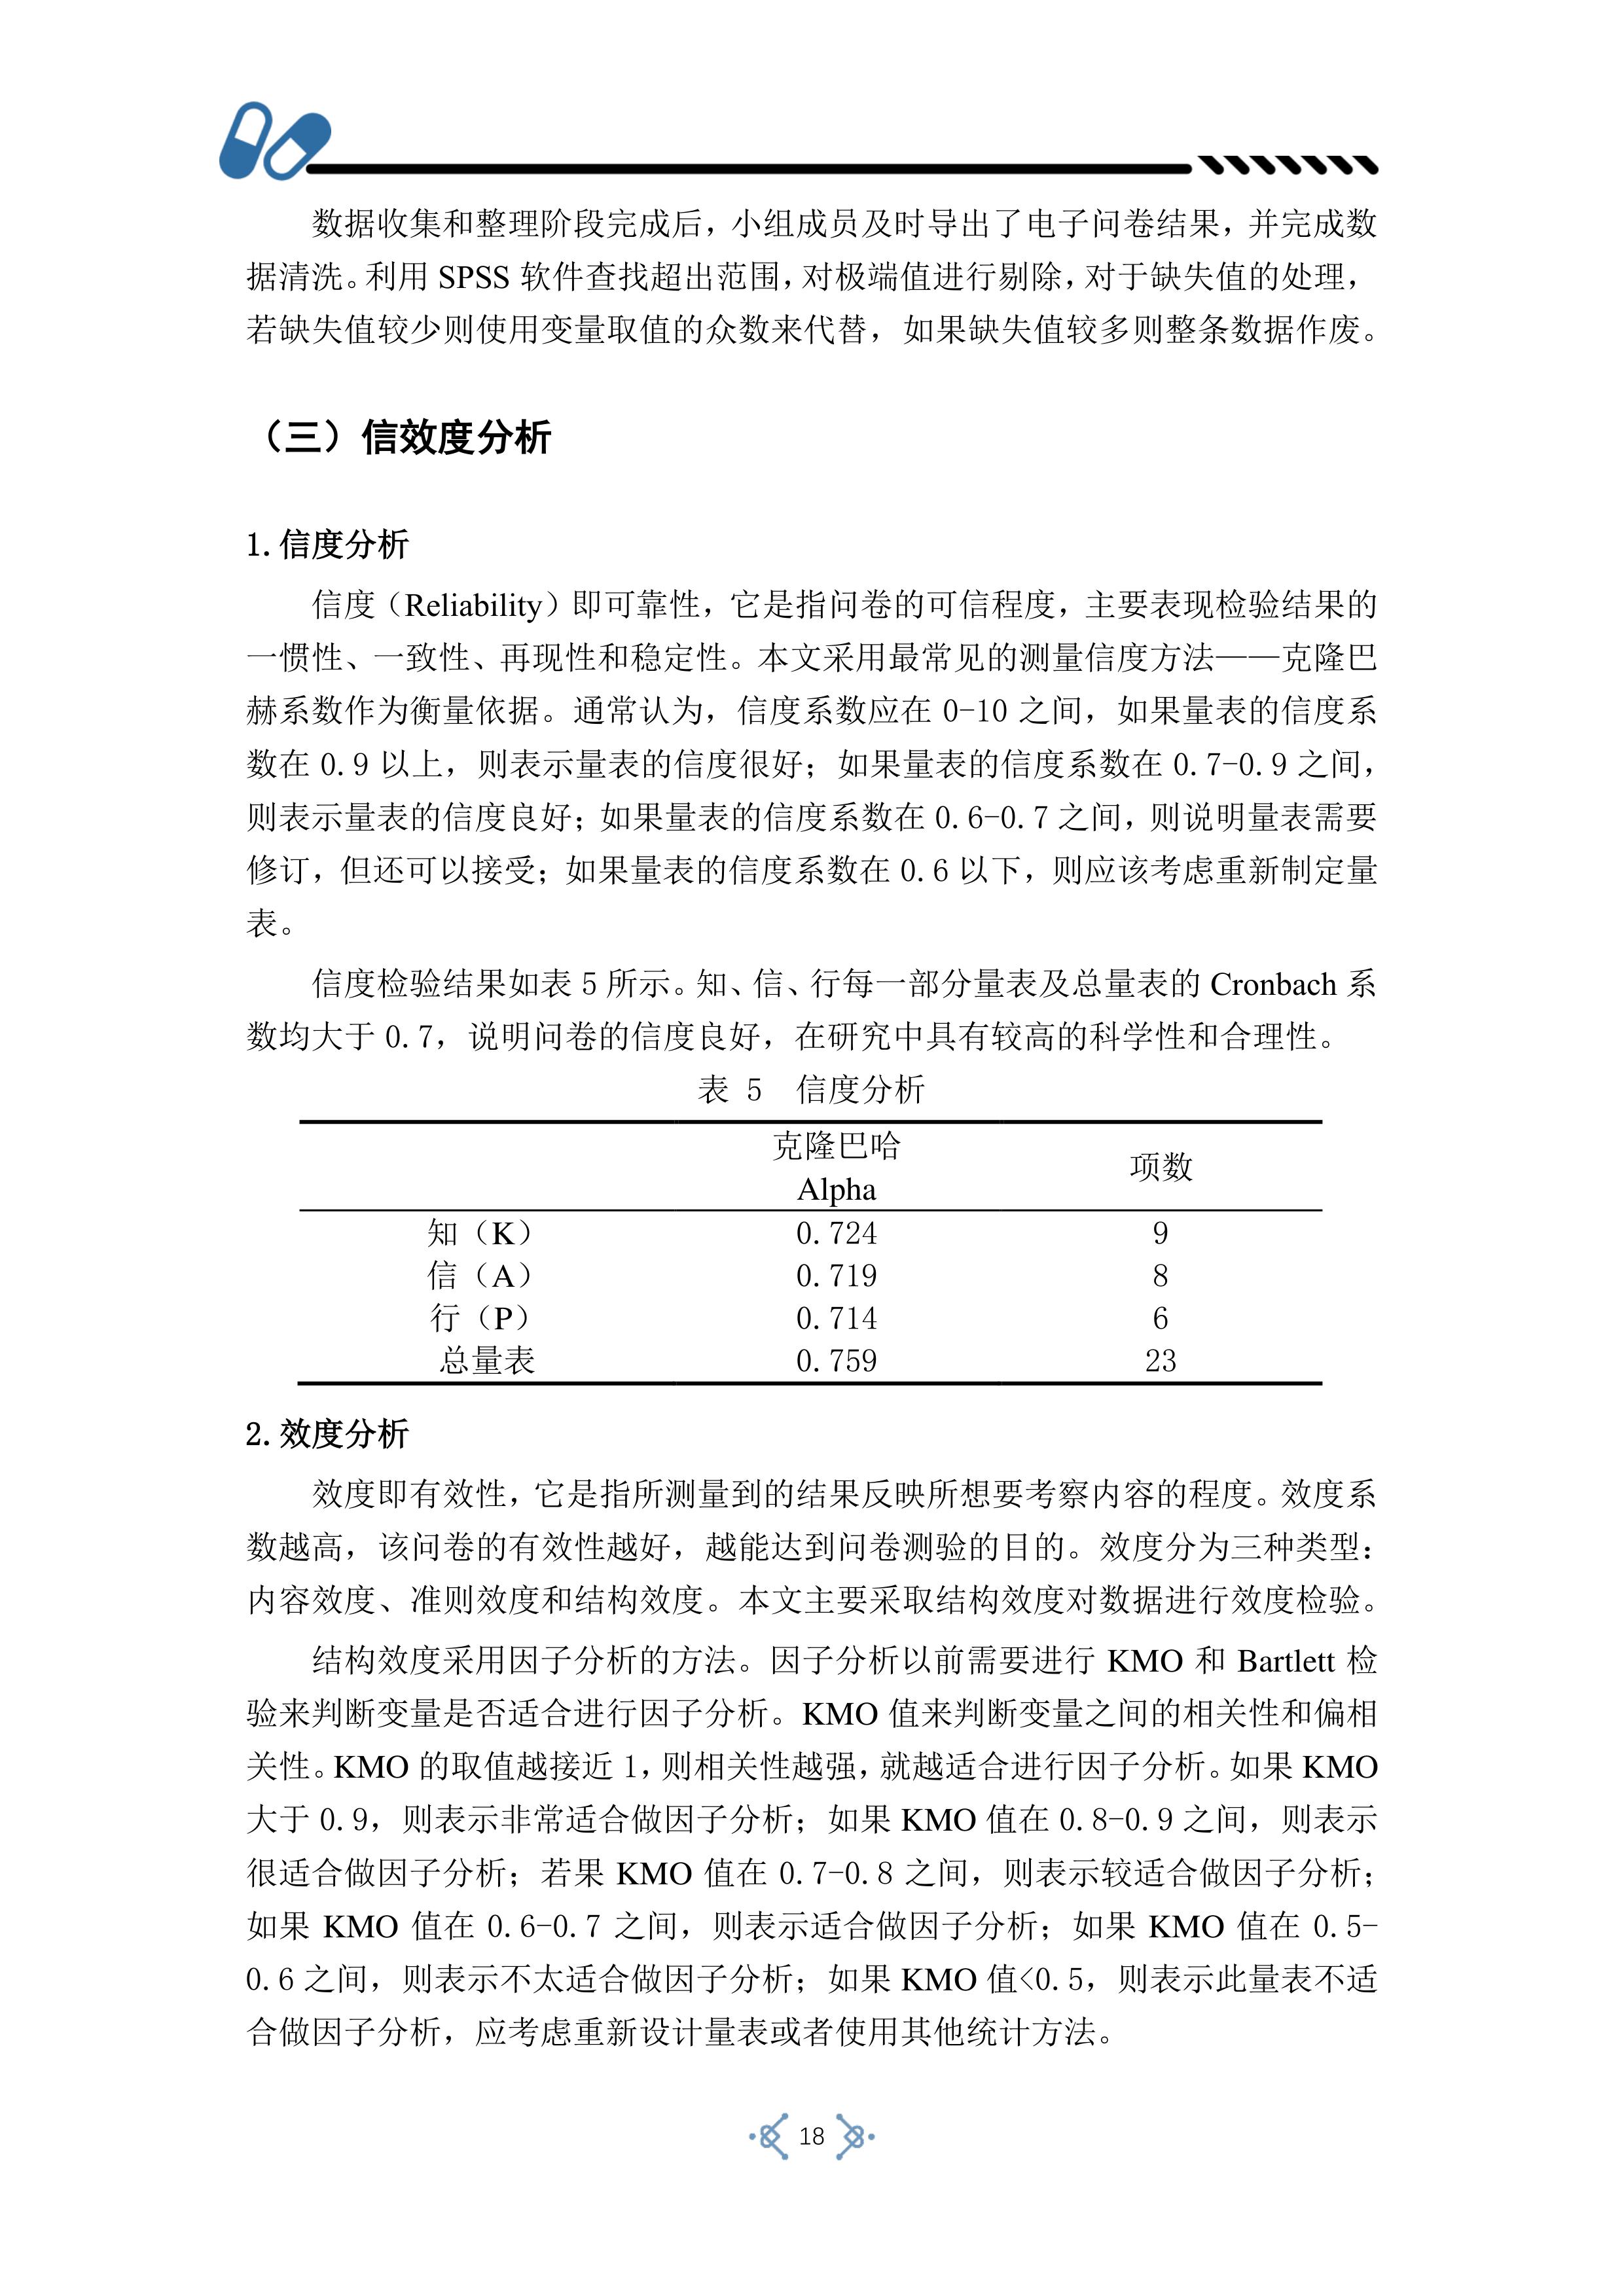 数据收集和整理阶段完成后，小组成员及时导出了电子问卷结果，并完成数
据清洗。利用 SPSS 软件查找超出范围，对极端值进行剔除，对于缺失值的处理，
若缺失值较少则使用变量取值的众数来代替，如果缺失值较多则整条数据作废。
（三）信效度分析
1.信度分析
信度（Reliability）即可靠性，它是指问卷的可信程度，主要表现检验结果的
一惯性、一致性、再现性和稳定性。本文采用最常见的测量信度方法——克隆巴
赫系数作为衡量依据。通常认为，信度系数应在 0-10 之间，如果量表的信度系
数在 0.9 以上，则表示量表的信度很好；如果量表的信度系数在 0.7-0.9 之间，
则表示量表的信度良好；如果量表的信度系数在 0.6-0.7 之间，则说明量表需要
修订，但还可以接受；如果量表的信度系数在 0.6 以下，则应该考虑重新制定量
表。
信度检验结果如表 5 所示。知、信、行每一部分量表及总量表的 Cronbach 系
数均大于 0.7，说明问卷的信度良好，在研究中具有较高的科学性和合理性。
表 5 信度分析
克隆巴哈
Alpha 项数
知（K） 0.724 9
信（A） 0.719 8
行（P） 0.714 6
总量表 0.759 23
2.效度分析
效度即有效性，它是指所测量到的结果反映所想要考察内容的程度。效度系
数越高，该问卷的有效性越好，越能达到问卷测验的目的。效度分为三种类型：
内容效度、准则效度和结构效度。本文主要采取结构效度对数据进行效度检验。
结构效度采用因子分析的方法。因子分析以前需要进行 KMO 和 Bartlett 检
验来判断变量是否适合进行因子分析。KMO 值来判断变量之间的相关性和偏相
关性。KMO 的取值越接近 1，则相关性越强，就越适合进行因子分析。如果 KMO
大于 0.9，则表示非常适合做因子分析；如果 KMO 值在 0.8-0.9 之间，则表示
很适合做因子分析；若果 KMO 值在 0.7-0.8 之间，则表示较适合做因子分析；
如果 KMO 值在 0.6-0.7 之间，则表示适合做因子分析；如果 KMO 值在 0.5-
0.6 之间，则表示不太适合做因子分析；如果 KMO 值<0.5，则表示此量表不适
合做因子分析，应考虑重新设计量表或者使用其他统计方法。
18